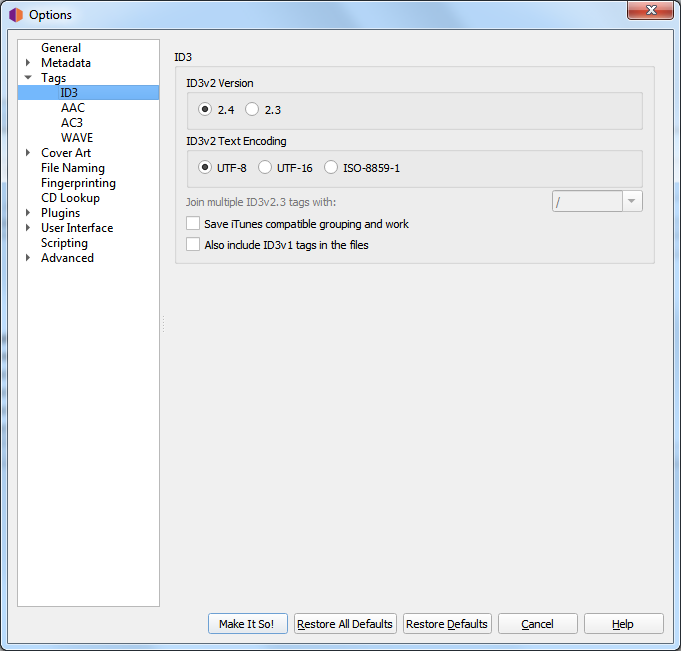 Options
General
Metadata
Tags
ID3
AAC
AC3
WAVE
Cover Art
File Naming
Fingerprinting
CD Lookup
Plugins
User Interface
Scripting
Advanced
ID3
ID3v2 Version
2.4 2.3
ID3v2 Text Encoding
UTF-8 UTF-16 ISO-8859-1
Join multiple ID3v2.3 tags with: /
Save iTunes compatible grouping and work
Also include ID3v1 tags in the files
Make It So! Restore All Defaults Restore Defaults Cancel Help